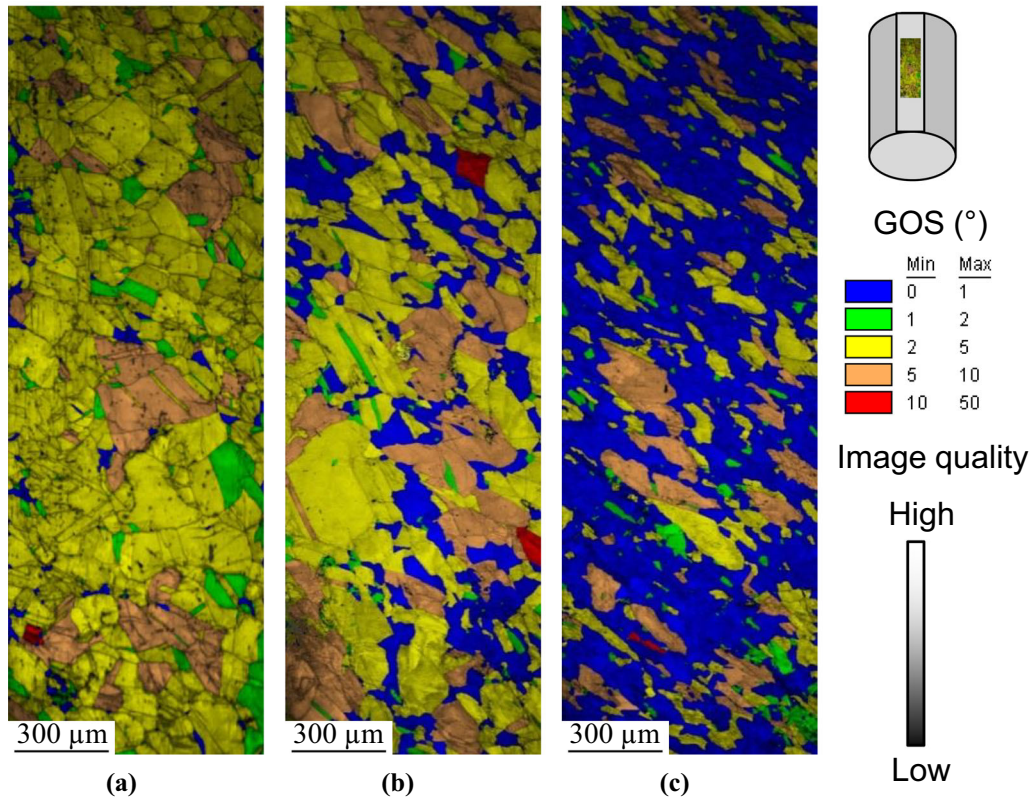 300 µm
(a)
300 µm
(b)
300 µm
(c)
GOS (°)
Min Max
0 1
1 2
2 5
5 10
10 50
Image quality
High
Low